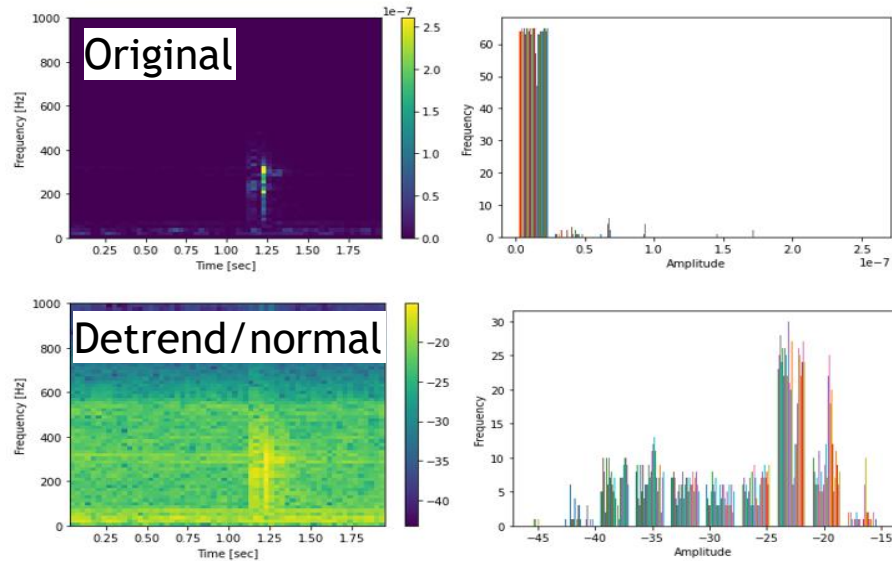 1e−7
1000
Original
800
600
400
200
0
Frequency [Hz]
0.25 0.50 0.75 1.00 1.25 1.50 1.75
Time [sec]
2.5
2.0
1.5
1.0
0.5
0.0
60
50
40
30
20
10
0
Frequency
0.0 0.5 1.0 1.5 2.0 2.5
1e−7
Amplitude
1000
Detrend/normal
800
600
400
200
0
Frequency [Hz]
0.25 0.50 0.75 1.00 1.25 1.50 1.75
Time [sec]
−20
−25
−30
−35
−40
30
25
20
15
10
5
0
Frequency
−45 −40 −35 −30 −25 −20 −15
Amplitude